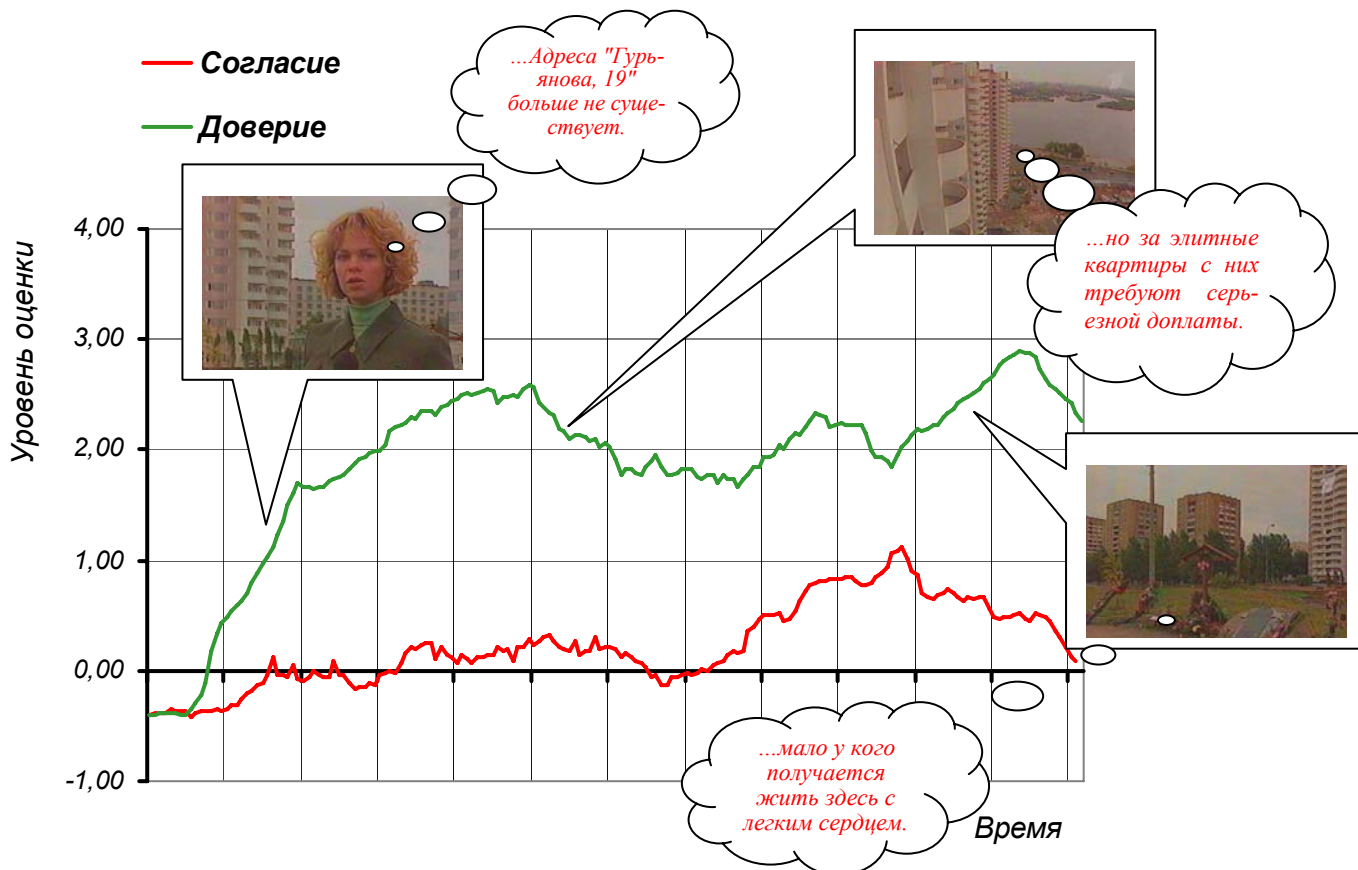 Согласие
Доверие
...Адреса "Гурь-
янова, 19"
больше не суще-
ствует.
...но за элитные
квартиры с них
требуют серь-
езной доплаты.
Уровень оценки
4,00
3,00
2,00
1,00
0,00
-1,00
...мало у кого
получается
жить здесь с
легким сердцем.
Время